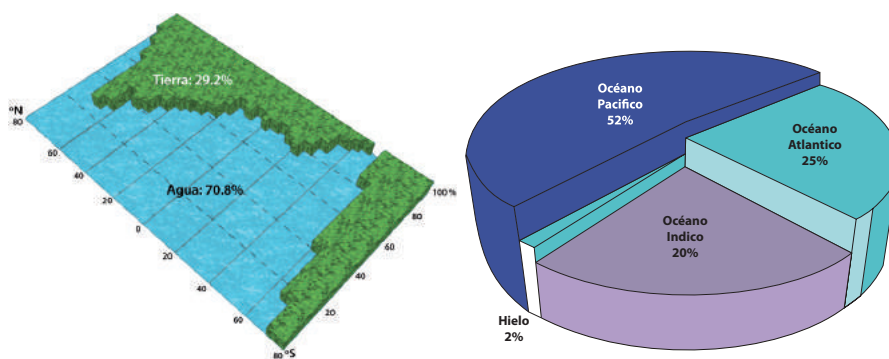 Tierra: 29.2%
°N
80
60
40
20
0
20
40
60
80
°S
Agua: 70.8%
100%
80
60
40
20
Océano
Pacifico
52%
Océano
Atlantico
25%
Océano
Indico
20%
Hielo
2%